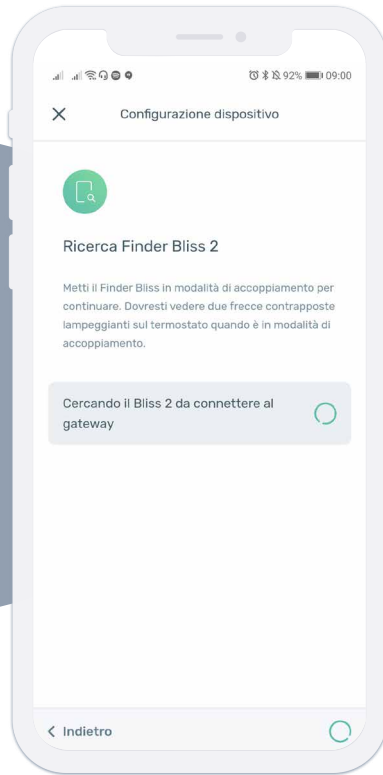 92% 09:00
Configurazione dispositivo
Ricerca Finder Bliss 2
Metti il Finder Bliss in modalità di accoppiamento per
continuare. Dovresti vedere due frecce contrapposte
lampeggianti sul termostato quando è in modalità di
accoppiamento.
Cercando il Bliss 2 da connettere al
gateway
Indietro